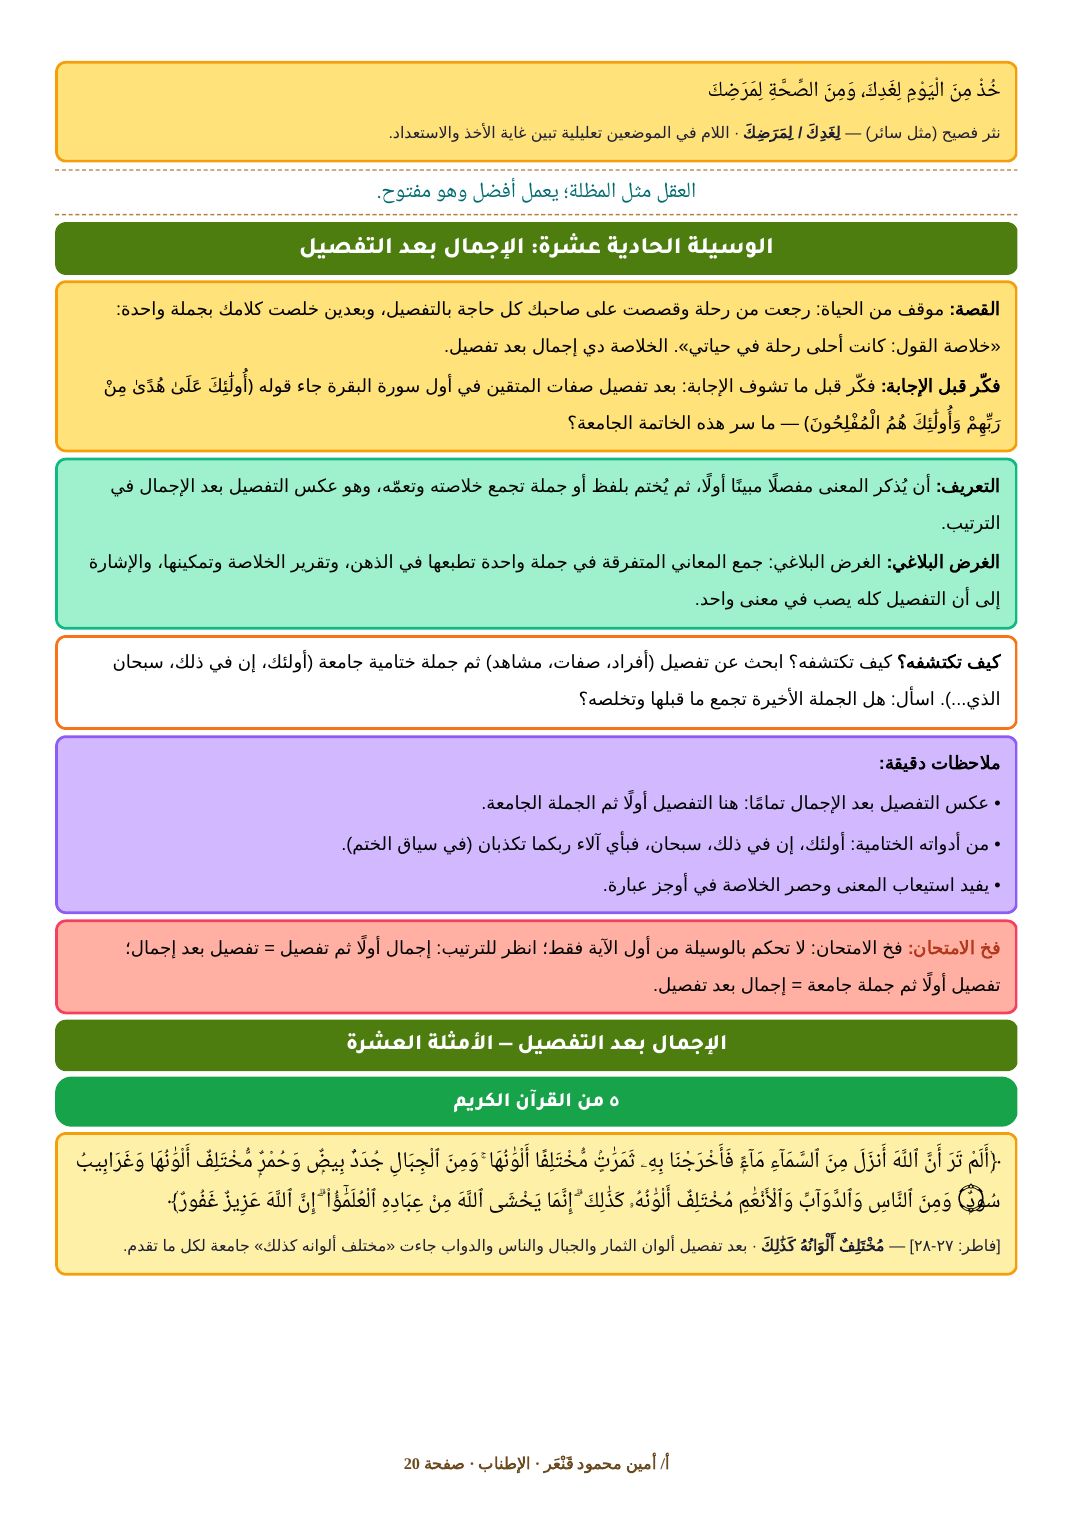 خُذْ مِنَ الْيَوْمِ لِغَدِكَ، وَمِنَ الصِّحَّةِ لِمَرَضِكَ
نثر فصيح (مثل سائر) — لِغَدِكَ / لِمَرَضِكَ · اللام في الموضعين تعليلية تبين غاية الأخذ والاستعداد.
العقل مثل المظلة؛ يعمل أفضل وهو مفتوح.
الوسيلة الحادية عشرة: الإجمال بعد التفصيل
القصة: موقف من الحياة: رجعت من رحلة وقصصت على صاحبك كل حاجة بالتفصيل، وبعدين خلصت كلامك بجملة واحدة:
«خلاصة القول: كانت أحلى رحلة في حياتي». الخلاصة دي إجمال بعد تفصيل.
فكّر قبل الإجابة: فكّر قبل ما تشوف الإجابة: بعد تفصيل صفات المتقين في أول سورة البقرة جاء قوله (أُولَٰئِكَ عَلَىٰ هُدًى مِنْ
رَبِّهِمْ وَأُولَٰئِكَ هُمُ الْمُفْلِحُونَ) — ما سر هذه الخاتمة الجامعة؟
التعريف: أن يُذكر المعنى مفصلًا مبينًا أولًا، ثم يُختم بلفظ أو جملة تجمع خلاصته وتعمّه، وهو عكس التفصيل بعد الإجمال في
الترتيب.
الغرض البلاغي: الغرض البلاغي: جمع المعاني المتفرقة في جملة واحدة تطبعها في الذهن، وتقرير الخلاصة وتمكينها، والإشارة
إلى أن التفصيل كله يصب في معنى واحد.
كيف تكتشفه؟ كيف تكتشفه؟ ابحث عن تفصيل (أفراد، صفات، مشاهد) ثم جملة ختامية جامعة (أولئك، إن في ذلك، سبحان
الذي...). اسأل: هل الجملة الأخيرة تجمع ما قبلها وتخلصه؟
ملاحظات دقيقة:
• عكس التفصيل بعد الإجمال تمامًا: هنا التفصيل أولًا ثم الجملة الجامعة.
• من أدواته الختامية: أولئك، إن في ذلك، سبحان، فبأي آلاء ربكما تكذبان (في سياق الختم).
• يفيد استيعاب المعنى وحصر الخلاصة في أوجز عبارة.
فخ الامتحان: فخ الامتحان: لا تحكم بالوسيلة من أول الآية فقط؛ انظر للترتيب: إجمال أولًا ثم تفصيل = تفصيل بعد إجمال؛
تفصيل أولًا ثم جملة جامعة = إجمال بعد تفصيل.
الإجمال بعد التفصيل – الأمثلة العشرة
٥ من القرآن الكريم
﴿أَلَمْ تَرَ أَنَّ ٱللَّهَ أَنزَلَ مِنَ ٱلسَّمَآءِ مَآءً فَأَخْرَجْنَا بِهِۦ ثَمَرَٰتٍ مُّخْتَلِفًا أَلْوَٰنُهَا ۚ وَمِنَ ٱلْجِبَالِ جُدَدٌۢ بِيضٌ وَحُمْرٌ مُّخْتَلِفٌ أَلْوَٰنُهَا وَغَرَابِيبُ
سُودٌ ۝ وَمِنَ ٱلنَّاسِ وَٱلدَّوَآبِّ وَٱلْأَنْعَٰمِ مُخْتَلِفٌ أَلْوَٰنُهُۥ كَذَٰلِكَ ۗ إِنَّمَا يَخْشَى ٱللَّهَ مِنْ عِبَادِهِ ٱلْعُلَمَٰٓؤُا۟ ۗ إِنَّ ٱللَّهَ عَزِيزٌ غَفُورٌ﴾
[فاطر: ٢٧-٢٨] — مُخْتَلِفٌ أَلْوَانُهُ كَذَٰلِكَ · بعد تفصيل ألوان الثمار والجبال والناس والدواب جاءت «مختلف ألوانه كذلك» جامعة لكل ما تقدم.
أ/ أمين محمود قَنْعَر · الإطناب · صفحة 20